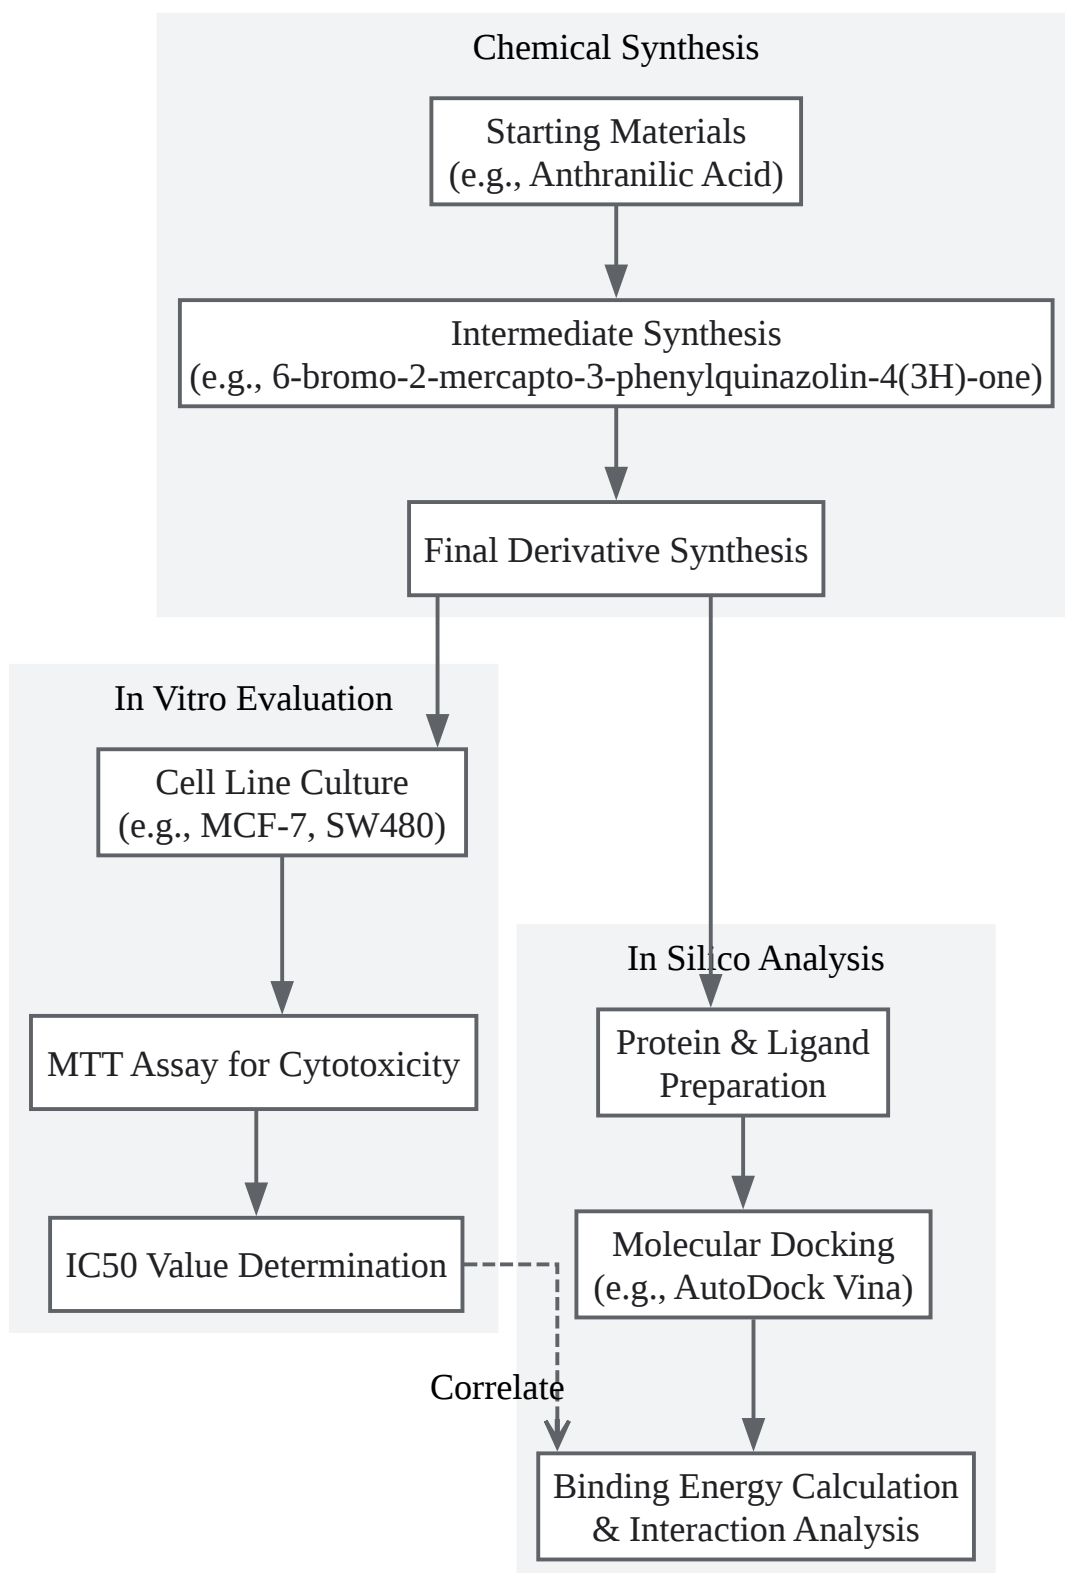 Chemical Synthesis
Starting Materials
(e.g., Anthranilic Acid)
Intermediate Synthesis
(e.g., 6-bromo-2-mercapto-3-phenylquinazolin-4(3H)-one)
Final Derivative Synthesis
In Vitro Evaluation
Cell Line Culture
(e.g., MCF-7, SW480)
MTT Assay for Cytotoxicity
IC50 Value Determination
In Silico Analysis
Protein & Ligand
Preparation
Molecular Docking
(e.g., AutoDock Vina)
Correlate
Binding Energy Calculation
& Interaction Analysis